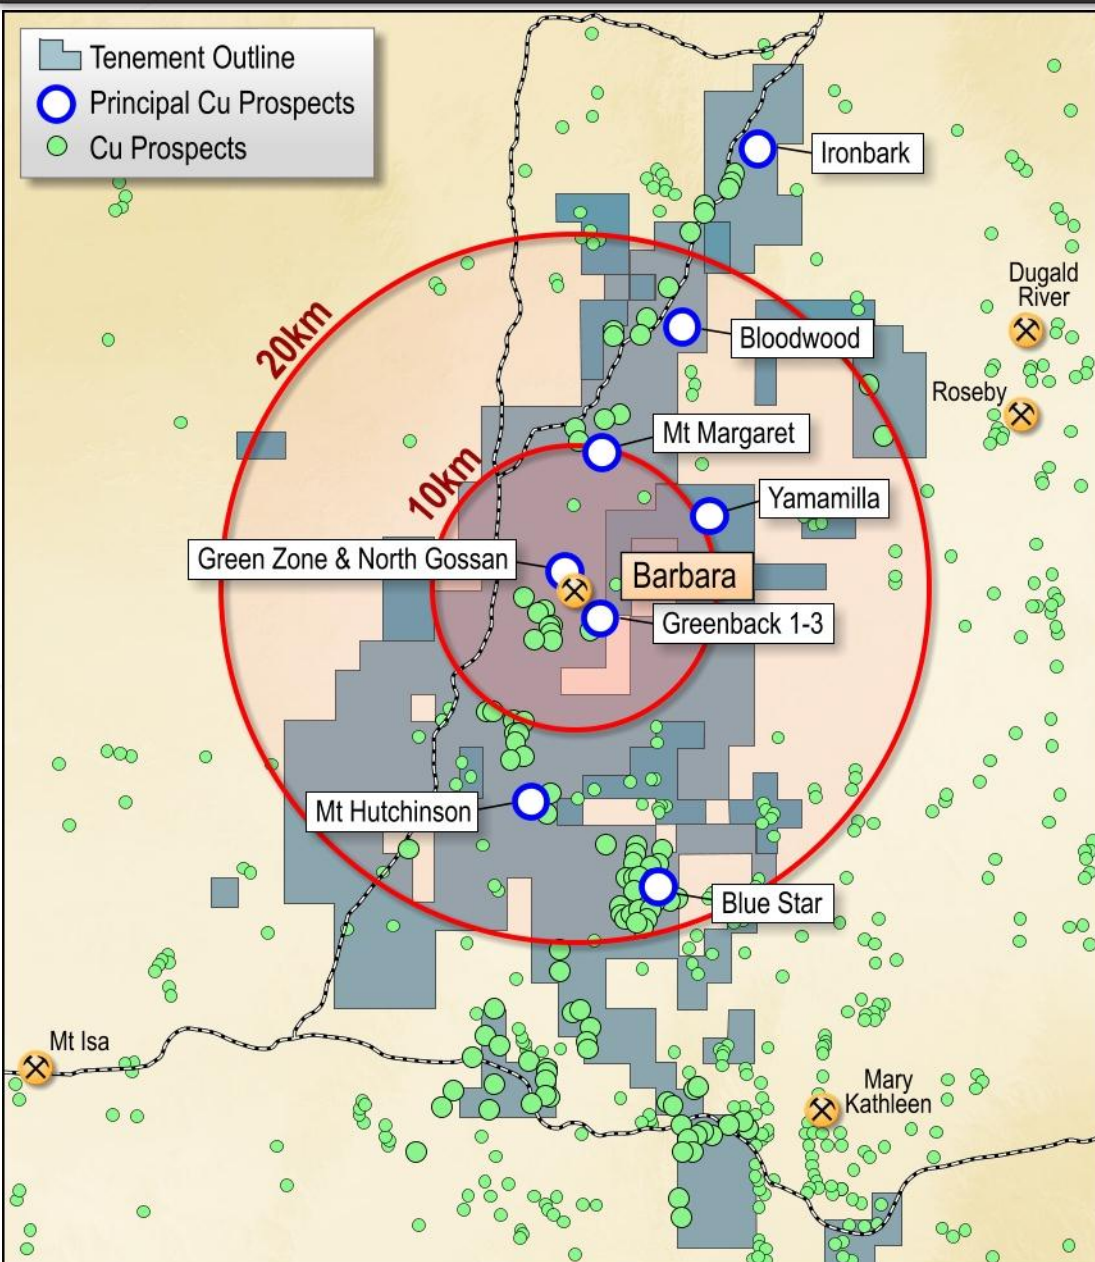 Tenement Outline
Principal Cu Prospects
Cu Prospects
Ironbark
Dugald
River
20km
Bloodwood
Roseby
Mt Margaret
10km
Yamamilla
Green Zone & North Gossan
Barbara
Greenback 1-3
Mt Hutchinson
Blue Star
Mt Isa
Mary
Kathleen